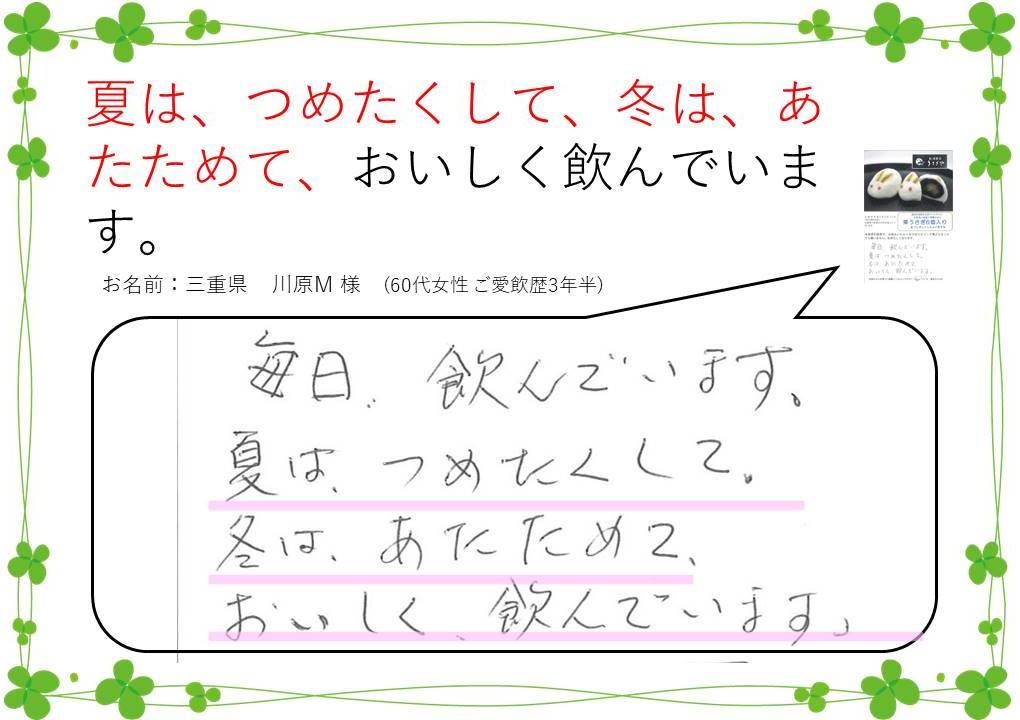 夏は、つめたくして、冬は、あ
たためて、おいしく飲んでいま
す。
お名前：三重県　川原M 様　（60代女性 ご愛飲歴3年半）
毎日、飲んでいます。
夏は、つめたくして。
冬は、あたためて、
おいしく、飲んでいます」